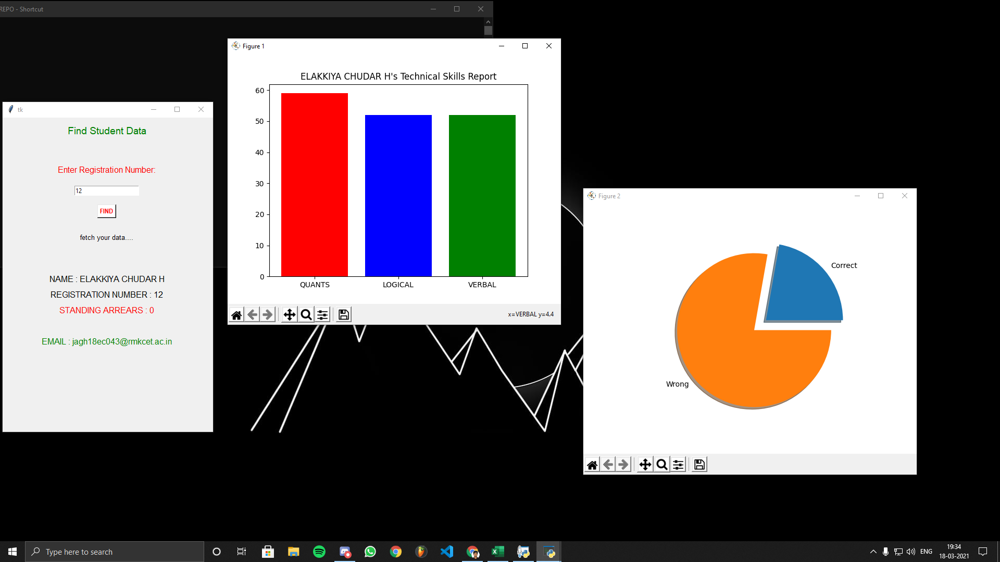 REPO - Shortcut
tk
Find Student Data
Enter Registration Number:
12
FIND
fetch your data....
NAME : ELAKKIYA CHUDAR H
REGISTRATION NUMBER : 12
STANDING ARREARS : 0
EMAIL : jagh18ec043@rmkcet.ac.in
Figure 1
ELAKKIYA CHUDAR H's Technical Skills Report
60
50
40
30
20
10
0
QUANTS LOGICAL VERBAL
x=VERBAL y=4.4
Figure 2
Correct
Wrong
Type here to search
ENG
19:34
18-03-2021